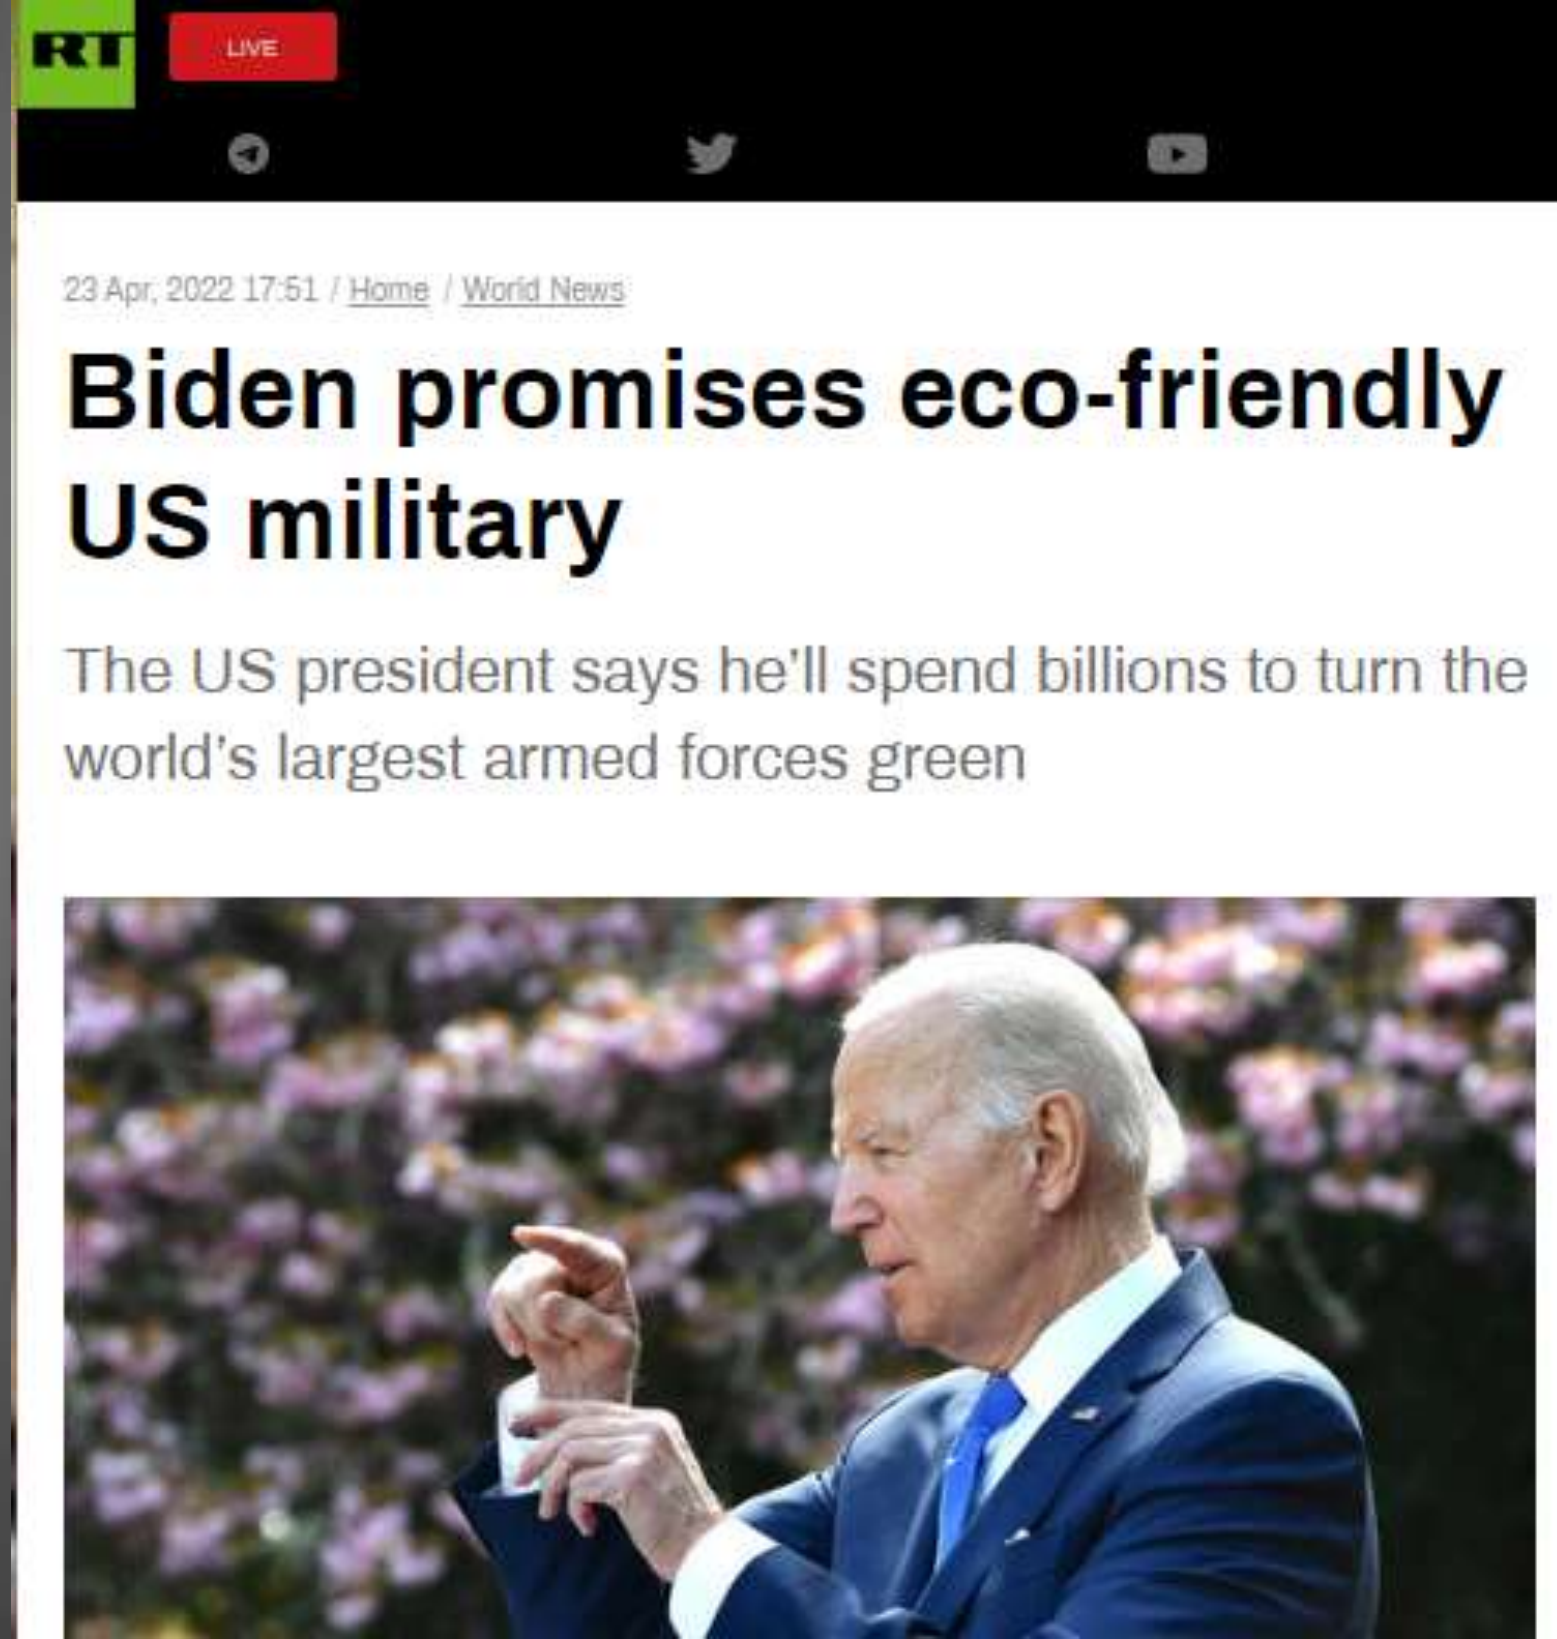 RT LIVE
23 Apr, 2022 17:51 / Home / World News
Biden promises eco-friendly
US military
The US president says he'll spend billions to turn the
world's largest armed forces green